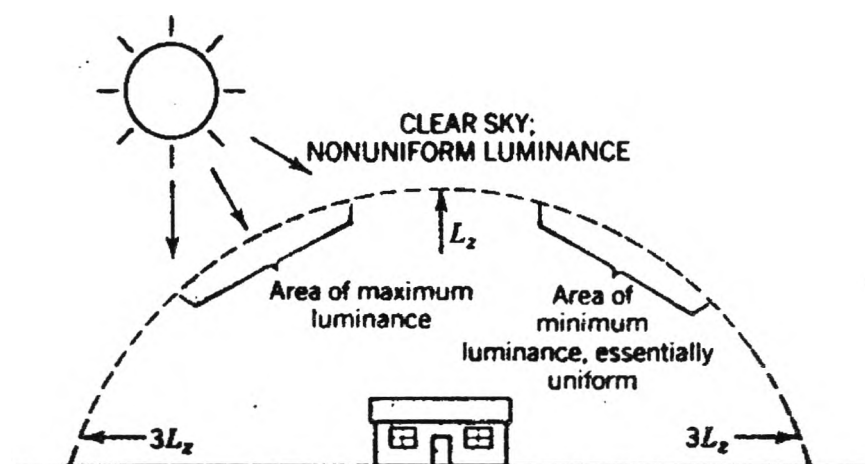 CLEAR SKY;
NONUNIFORM LUMINANCE
L_z
Area of maximum
luminance
Area of
minimum
luminance, essentially
uniform
3L_z
3L_z